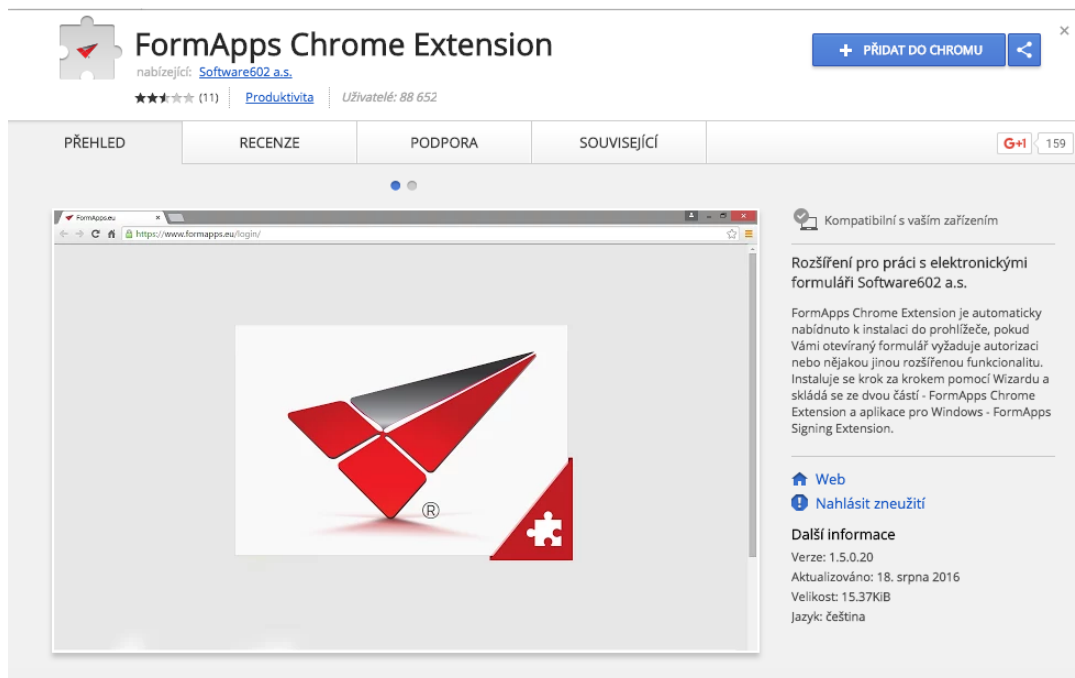 FormApps Chrome Extension
nabízející: Software602 a.s.
(11) Produktivita Uživatelé: 88 652
+ PŘIDAT DO CHROMU
PŘEHLED RECENZE PODPORA SOUVISEJÍCÍ
G+1 159
FormApps.eu
https://www.formapps.eu/login/
®
Kompatibilní s vaším zařízením
Rozšíření pro práci s elektronickými
formuláři Software602 a.s.
FormApps Chrome Extension je automaticky
nabídnuto k instalaci do prohlížeče, pokud
Vámi otevíraný formulář vyžaduje autorizaci
nebo nějakou jinou rozšířenou funkcionalitu.
Instaluje se krok za krokem pomocí Wizardu a
skládá se ze dvou částí - FormApps Chrome
Extension a aplikace pro Windows - FormApps
Signing Extension.
Web
Nahlásit zneužití
Další informace
Verze: 1.5.0.20
Aktualizováno: 18. srpna 2016
Velikost: 15.37KiB
Jazyk: čeština